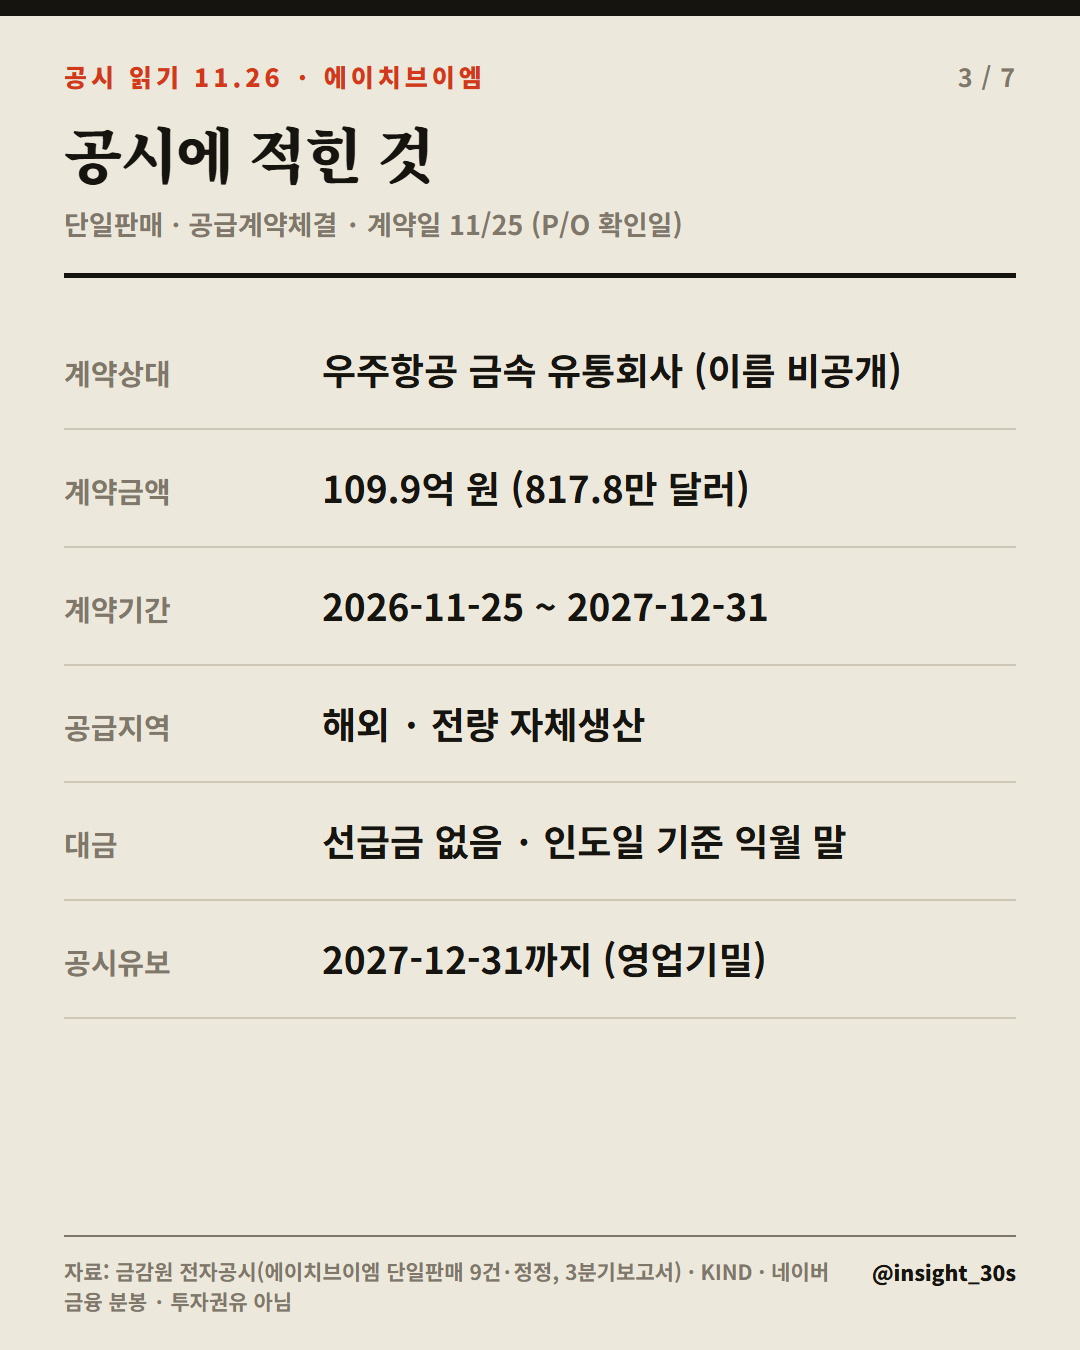 공시 읽기 11.26 · 에이치브이엠
3 / 7
공시에 적힌 것
단일판매 · 공급계약체결 · 계약일 11/25 (P/O 확인일)
계약상대 우주항공 금속 유통회사 (이름 비공개)
계약금액 109.9억 원 (817.8만 달러)
계약기간 2026-11-25 ~ 2027-12-31
공급지역 해외 · 전량 자체생산
대금 선급금 없음 · 인도일 기준 익월 말
공시유보 2027-12-31까지 (영업기밀)
자료: 금감원 전자공시(에이치브이엠 단일판매 9건·정정, 3분기보고서) · KIND · 네이버
금융 분봉 · 투자권유 아님
@insight_30s